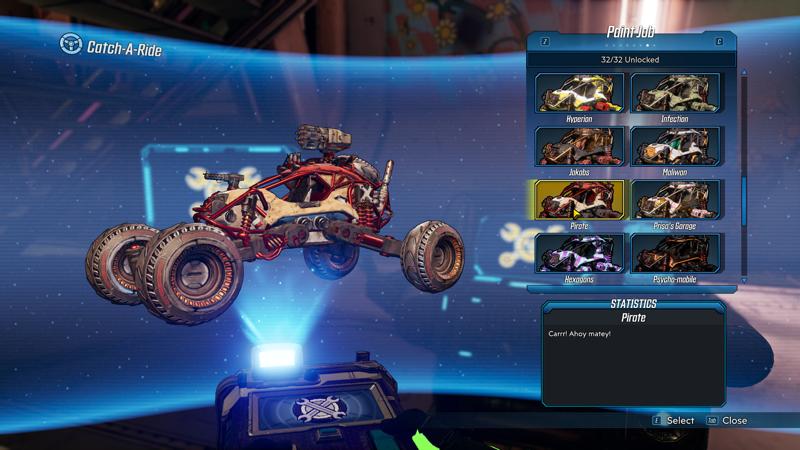 Catch-A-Ride
Paint Job
Z
C
32/32 Unlocked
Hyperion
Infection
Jakobs
Maliwan
Pirate
Prisa's Garage
Hexagons
Psycho-mobile
STATISTICS
Pirate
Carrr! Ahoy matey!
E Select
Tab Close